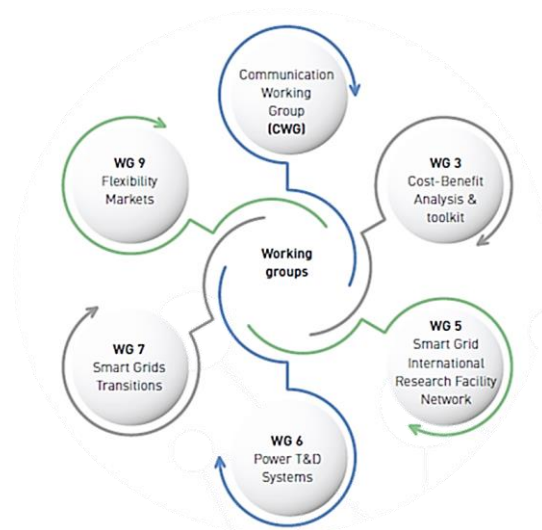 Communication
Working
Group
(CWG)
WG 3
Cost-Benefit
Analysis &
toolkit
WG 5
Smart Grid
International
Research Facility
Network
WG 6
Power T&D
Systems
WG 7
Smart Grids
Transitions
WG 9
Flexibility
Markets
Working
groups